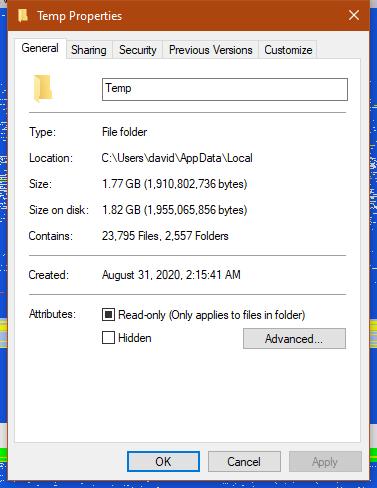 Temp Properties
General Sharing Security Previous Versions Customize
Temp
Type: File folder
Location: C:\Users\david\AppData\Local
Size: 1.77 GB (1,910,802,736 bytes)
Size on disk: 1.82 GB (1,955,065,856 bytes)
Contains: 23,795 Files, 2,557 Folders
Created: August 31, 2020, 2:15:41 AM
Attributes: Read-only (Only applies to files in folder)
Hidden Advanced...
OK Cancel Apply